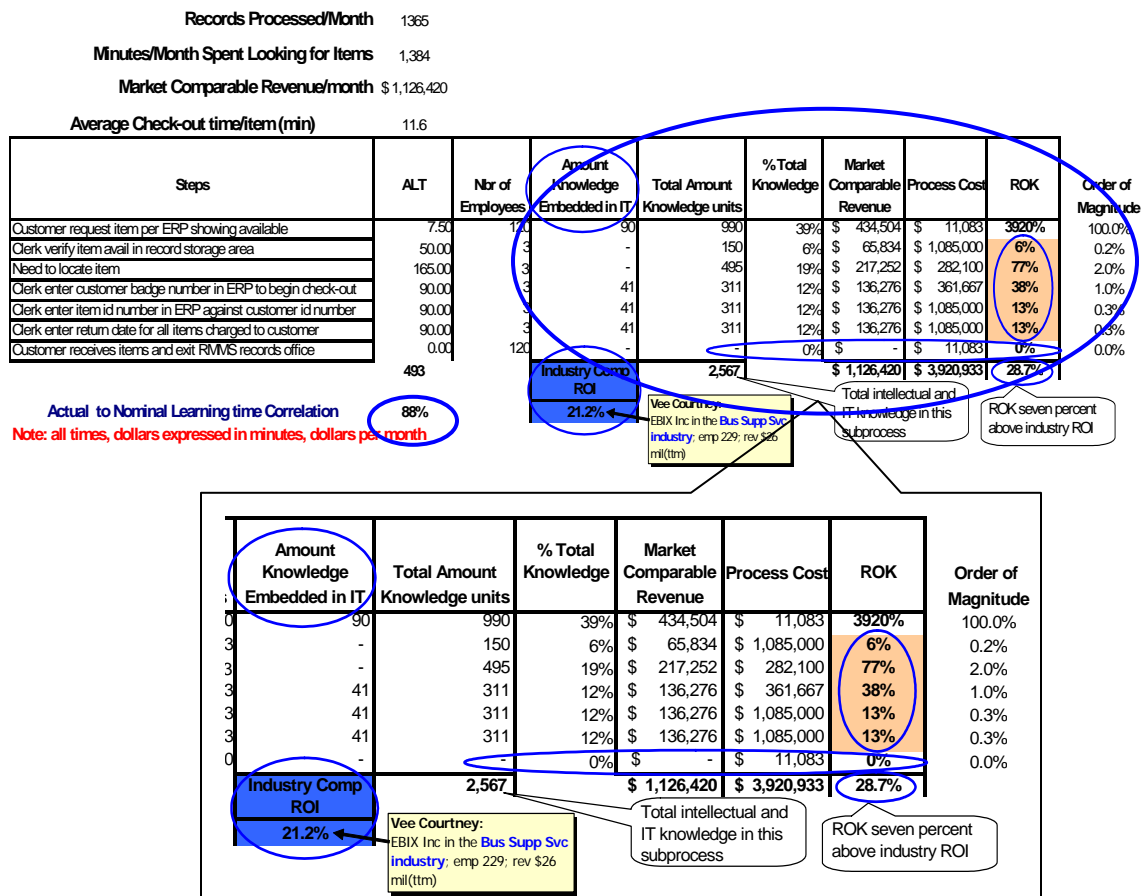 Records Processed/Month 1365
Minutes/Month Spent Looking for Items 1,384
Market Comparable Revenue/month $ 1,126,420
Average Check-out time/item (min) 11.6
Steps ALT Nbr of Employees Amount Knowledge Embedded in IT Total Amount Knowledge units % Total Knowledge Market Comparable Revenue Process Cost ROK Order of Magnitude
Customer request item per ERP showing available 7.50 120 90 990 39% $ 434,504 $ 11,083 3920% 100.0%
Clerk verify item avail in record storage area 50.00 3 - 150 6% $ 65,834 $ 1,085,000 6% 0.2%
Need to locate item 165.00 3 - 495 19% $ 217,252 $ 282,100 77% 2.0%
Clerk enter customer badge number in ERP to begin check-out 90.00 3 41 311 12% $ 136,276 $ 361,667 38% 1.0%
Clerk enter item id number in ERP against customer id number 90.00 3 41 311 12% $ 136,276 $ 1,085,000 13% 0.3%
Clerk enter return date for all items charged to customer 90.00 3 41 311 12% $ 136,276 $ 1,085,000 13% 0.3%
Customer receives items and exit RMMS records office 0.00 120 - - 0% $ - $ 11,083 0% 0.0%
493 Industry Comp ROI 2,567 $ 1,126,420 $ 3,920,933 28.7%
Actual to Nominal Learning time Correlation 88% 21.2%
Note: all times, dollars expressed in minutes, dollars per month
Vee Courtney:
EBIX Inc in the Bus Supp Svc
industry; emp 229; rev $26
mil(ttm)
Total intellectual and
IT knowledge in this
subprocess
ROK seven percent
above industry ROI
Amount Knowledge Embedded in IT Total Amount Knowledge units % Total Knowledge Market Comparable Revenue Process Cost ROK Order of Magnitude
0 90 990 39% $ 434,504 $ 11,083 3920% 100.0%
3 - 150 6% $ 65,834 $ 1,085,000 6% 0.2%
3 - 495 19% $ 217,252 $ 282,100 77% 2.0%
3 41 311 12% $ 136,276 $ 361,667 38% 1.0%
3 41 311 12% $ 136,276 $ 1,085,000 13% 0.3%
3 41 311 12% $ 136,276 $ 1,085,000 13% 0.3%
0 - - 0% $ - $ 11,083 0% 0.0%
Industry Comp ROI 2,567 $ 1,126,420 $ 3,920,933 28.7%
21.2%
Vee Courtney:
EBIX Inc in the Bus Supp Svc
industry; emp 229; rev $26
mil(ttm)
Total intellectual and
IT knowledge in this
subprocess
ROK seven percent
above industry ROI